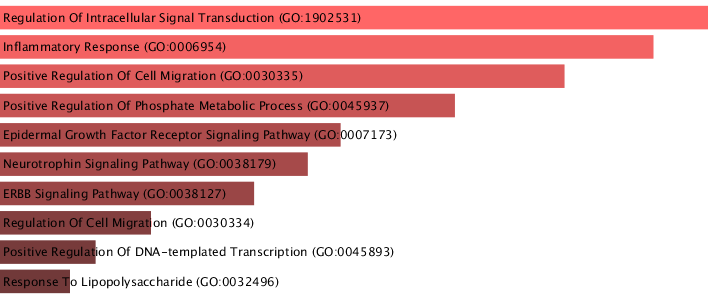 Regulation Of Intracellular Signal Transduction (GO:1902531)
Inflammatory Response (GO:0006954)
Positive Regulation Of Cell Migration (GO:0030335)
Positive Regulation Of Phosphate Metabolic Process (GO:0045937)
Epidermal Growth Factor Receptor Signaling Pathway (GO:0007173)
Neurotrophin Signaling Pathway (GO:0038179)
ERBB Signaling Pathway (GO:0038127)
Regulation Of Cell Migration (GO:0030334)
Positive Regulation Of DNA-templated Transcription (GO:0045893)
Response To Lipopolysaccharide (GO:0032496)